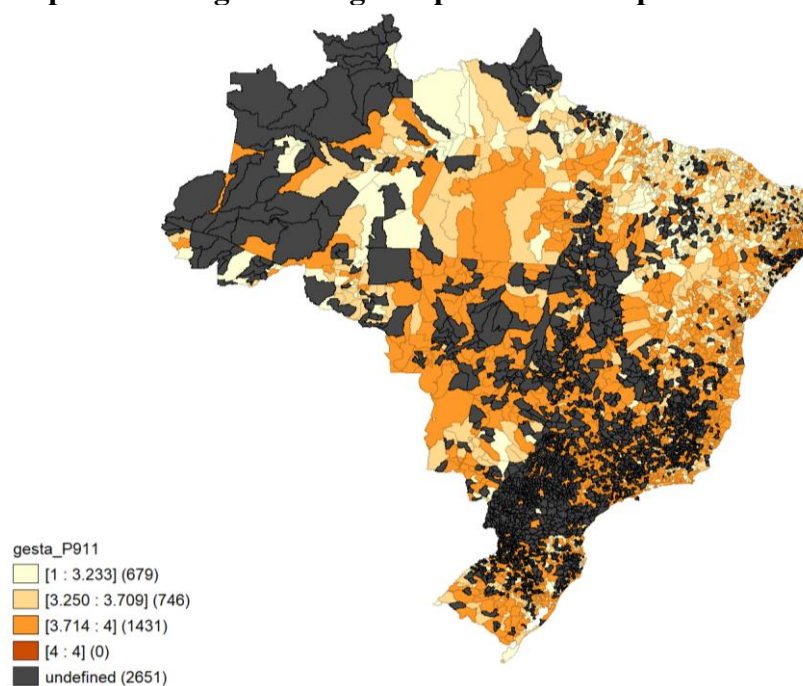 gesta_P911
[1 : 3.233] (679)
[3.250 : 3.709] (746)
[3.714 : 4] (1431)
[4 : 4] (0)
undefined (2651)